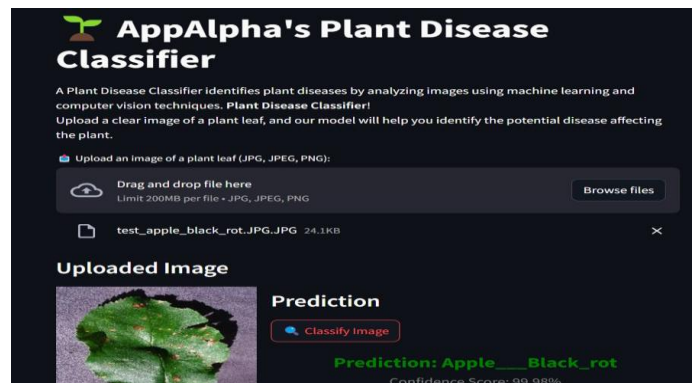 AppAlpha's Plant Disease
Classifier
A Plant Disease Classifier identifies plant diseases by analyzing images using machine learning and
computer vision techniques. Plant Disease Classifier!
Upload a clear image of a plant leaf, and our model will help you identify the potential disease affecting
the plant.
Upload an image of a plant leaf (JPG, JPEG, PNG):
Drag and drop file here
Limit 200MB per file • JPG, JPEG, PNG
Browse files
test_apple_black_rot.JPG.JPG 24.1KB
Uploaded Image
Prediction
Classify Image
Prediction: Apple___Black_rot
Confidence Score: 99.98%